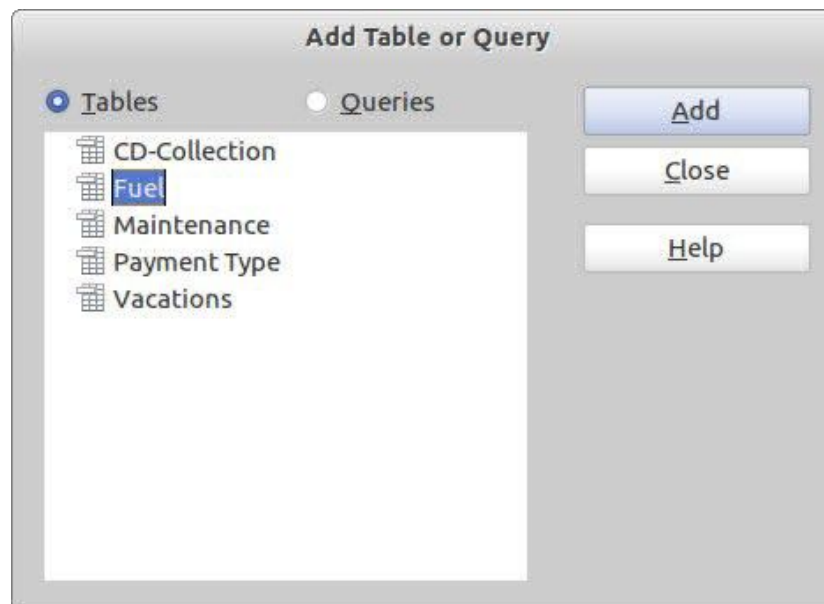 Add Table or Query
Tables
Queries
CD-Collection
Fuel
Maintenance
Payment Type
Vacations
Add
Close
Help